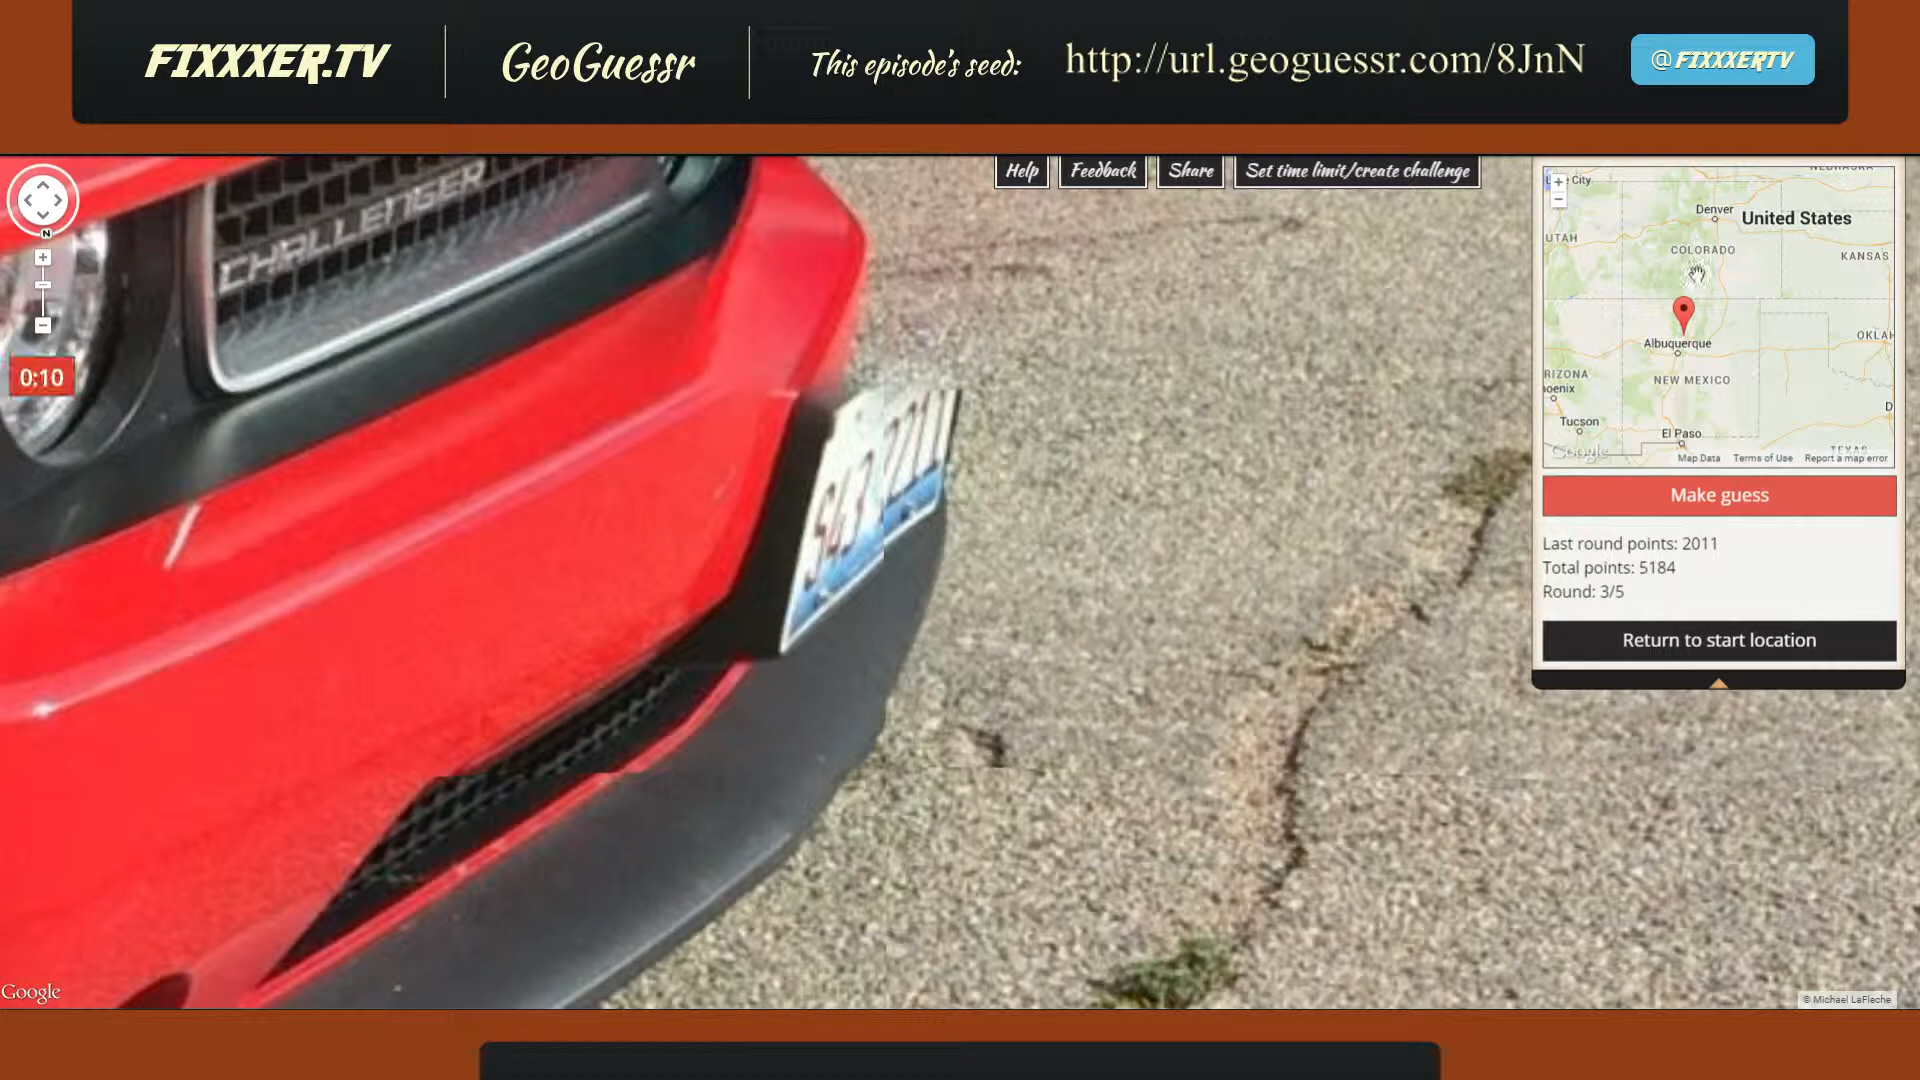 FIXXXER.TV
GeoGuessr
This episode's seed:
http://url.geoguessr.com/8JnN
@FIXXXERTV
Help
Feedback
Share
Set time limit/create challenge
CHALLENGER
N
0:10
City
Denver
United States
UTAH
COLORADO
KANSAS
Albuquerque
NEW MEXICO
Tucson
El Paso
TEXAS
Google
Map Data
Terms of Use
Report a map error
Make guess
Last round points: 2011
Total points: 5184
Round: 3/5
Return to start location
Google
© Michael LaFleche